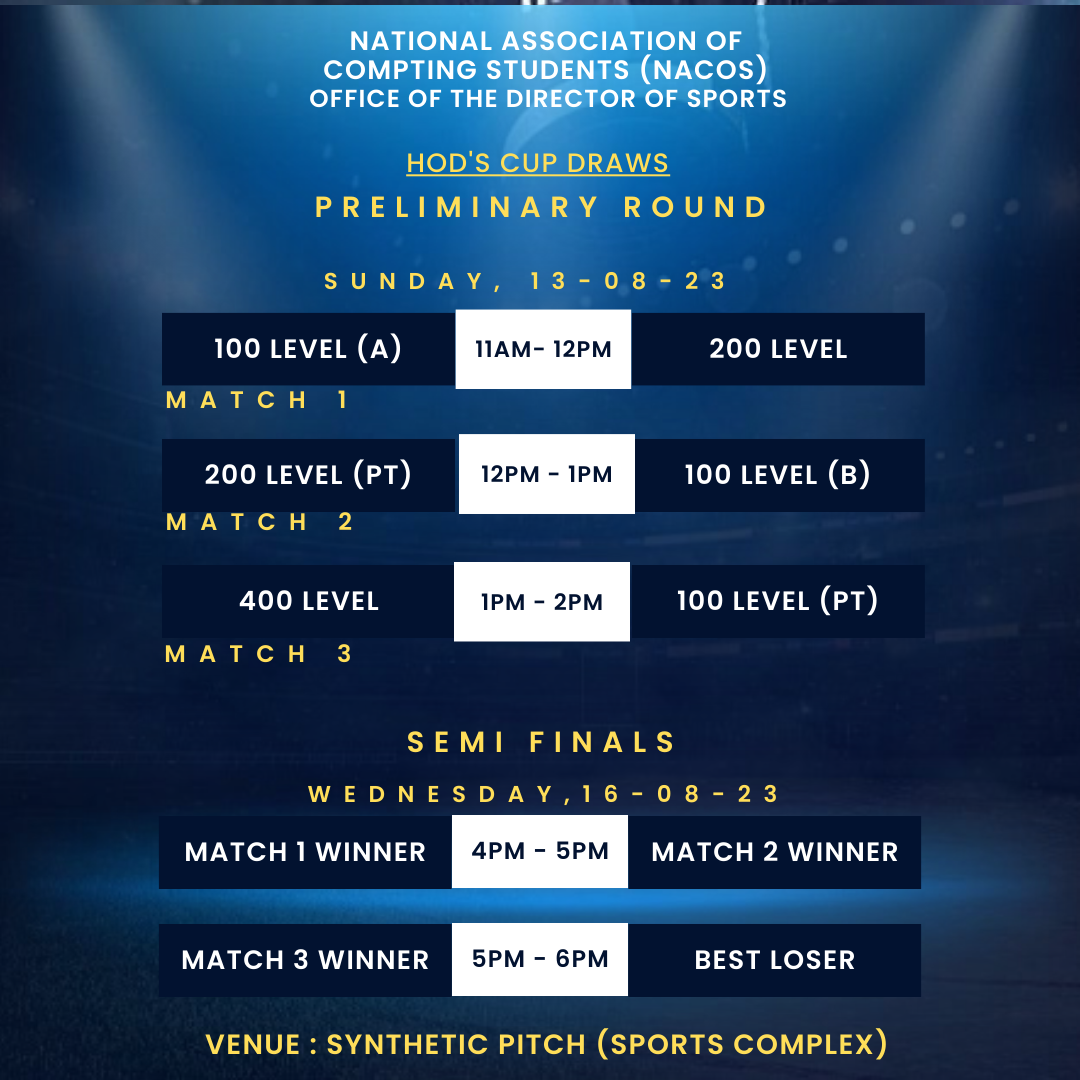 NATIONAL ASSOCIATION OF
COMPTING STUDENTS (NACOS)
OFFICE OF THE DIRECTOR OF SPORTS
HOD'S CUP DRAWS
PRELIMINARY ROUND
SUNDAY, 13-08-23
100 LEVEL (A) 11AM- 12PM 200 LEVEL
MATCH 1
200 LEVEL (PT) 12PM - 1PM 100 LEVEL (B)
MATCH 2
400 LEVEL 1PM - 2PM 100 LEVEL (PT)
MATCH 3
SEMI FINALS
WEDNESDAY,16-08-23
MATCH 1 WINNER 4PM - 5PM MATCH 2 WINNER
MATCH 3 WINNER 5PM - 6PM BEST LOSER
VENUE : SYNTHETIC PITCH (SPORTS COMPLEX)